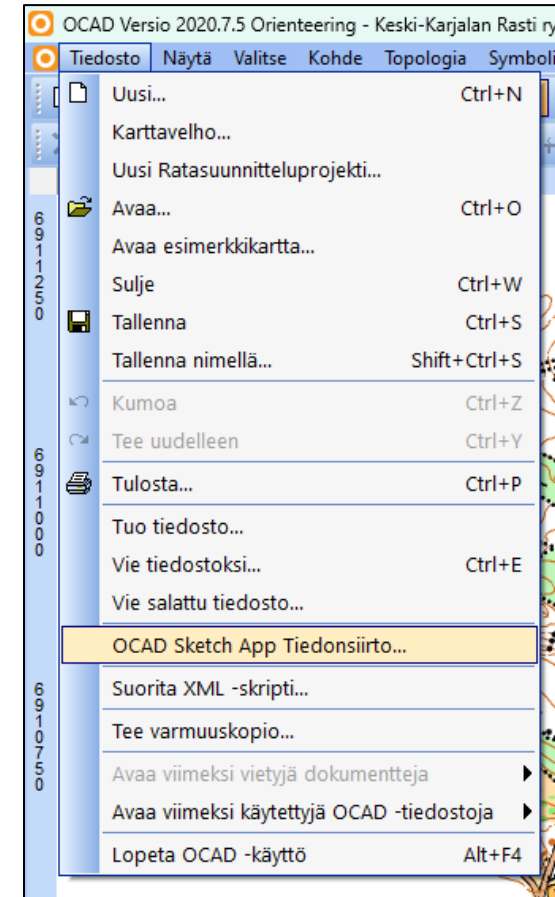 OCAD Versio 2020.7.5 Orienteering - Keski-Karjalan Rasti ry
Tiedosto Näytä Valitse Kohde Topologia Symboli
Uusi... Ctrl+N
Karttavelho...
Uusi Ratasuunnitteluprojekti...
Avaa... Ctrl+O
Avaa esimerkkikartta...
Sulje Ctrl+W
Tallenna Ctrl+S
Tallenna nimellä... Shift+Ctrl+S
Kumoa Ctrl+Z
Tee uudelleen Ctrl+Y
Tulosta... Ctrl+P
Tuo tiedosto...
Vie tiedostoksi... Ctrl+E
Vie salattu tiedosto...
OCAD Sketch App Tiedonsiirto...
Suorita XML -skripti...
Tee varmuuskopio...
Avaa viimeksi vietyjä dokumentteja
Avaa viimeksi käytettyjä OCAD -tiedostoja
Lopeta OCAD -käyttö Alt+F4
6911250
6911000
6910750